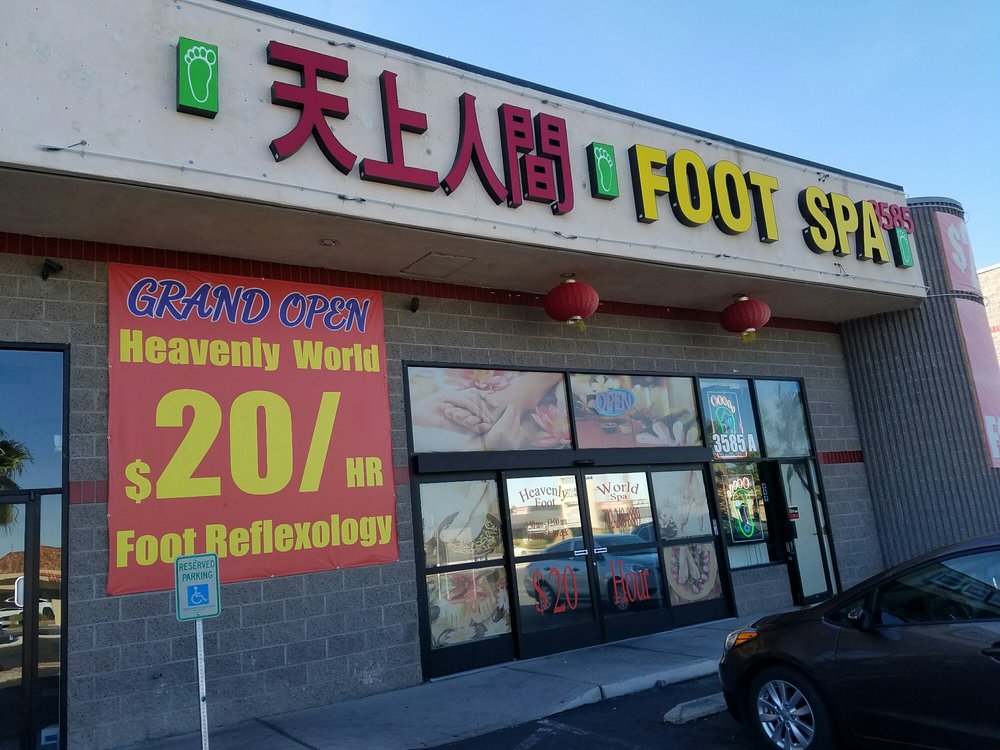 天上人間 FOOT SPA
3585
GRAND OPEN
Heavenly World
$20/HR
Foot Reflexology
RESERVED
PARKING
OPEN
3585 A
Heavenly World
Foot Spa
$20 Hour